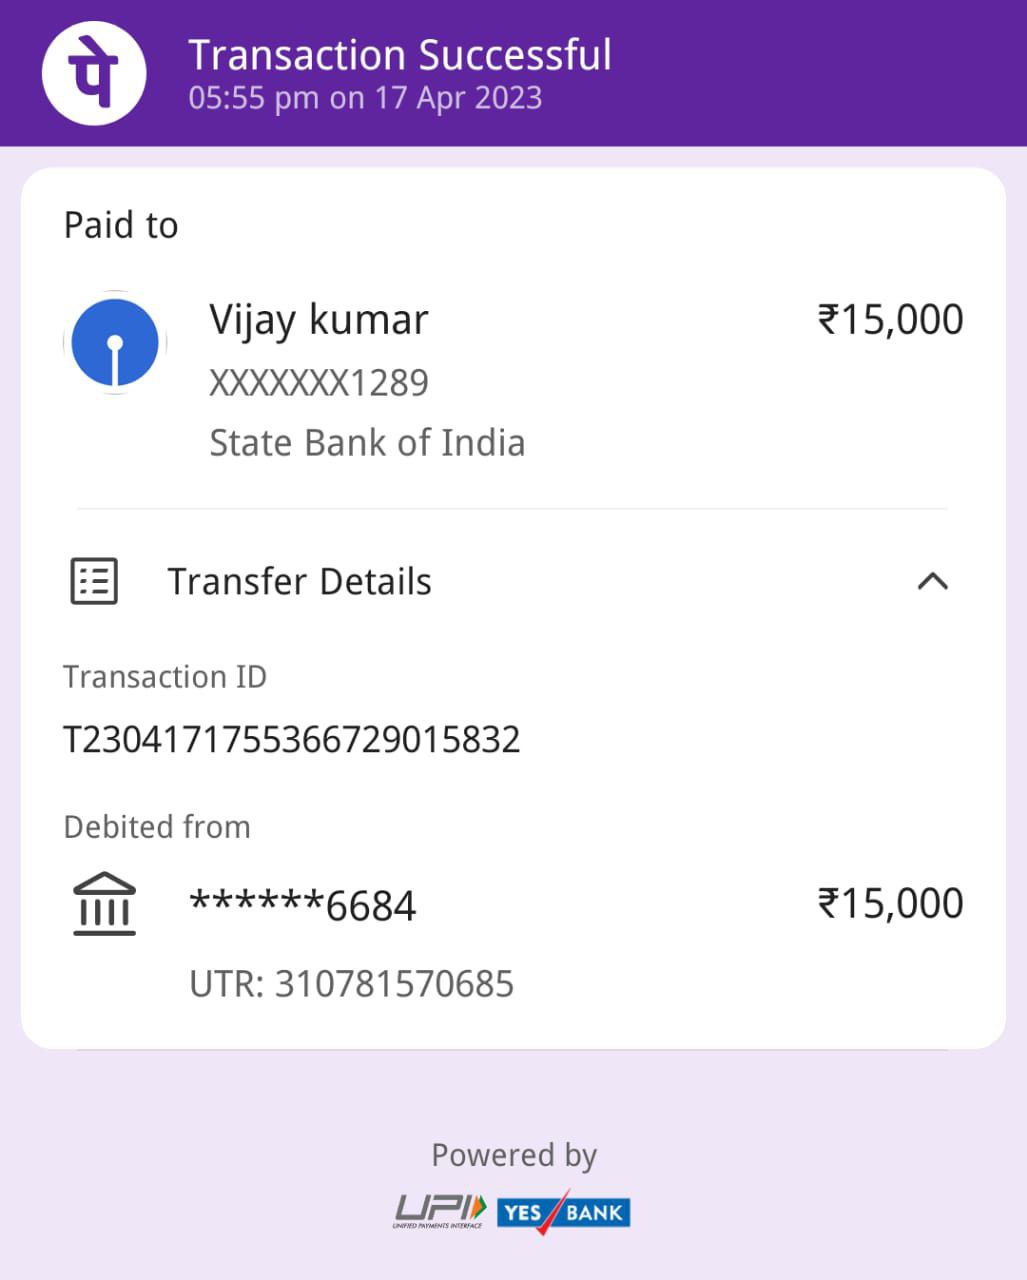 पे
Transaction Successful
05:55 pm on 17 Apr 2023
Paid to
Vijay kumar
₹15,000
XXXXXXX1289
State Bank of India
Transfer Details
Transaction ID
T2304171755366729015832
Debited from
******6684
₹15,000
UTR: 310781570685
Powered by
UPI
UNIFIED PAYMENTS INTERFACE
YES BANK